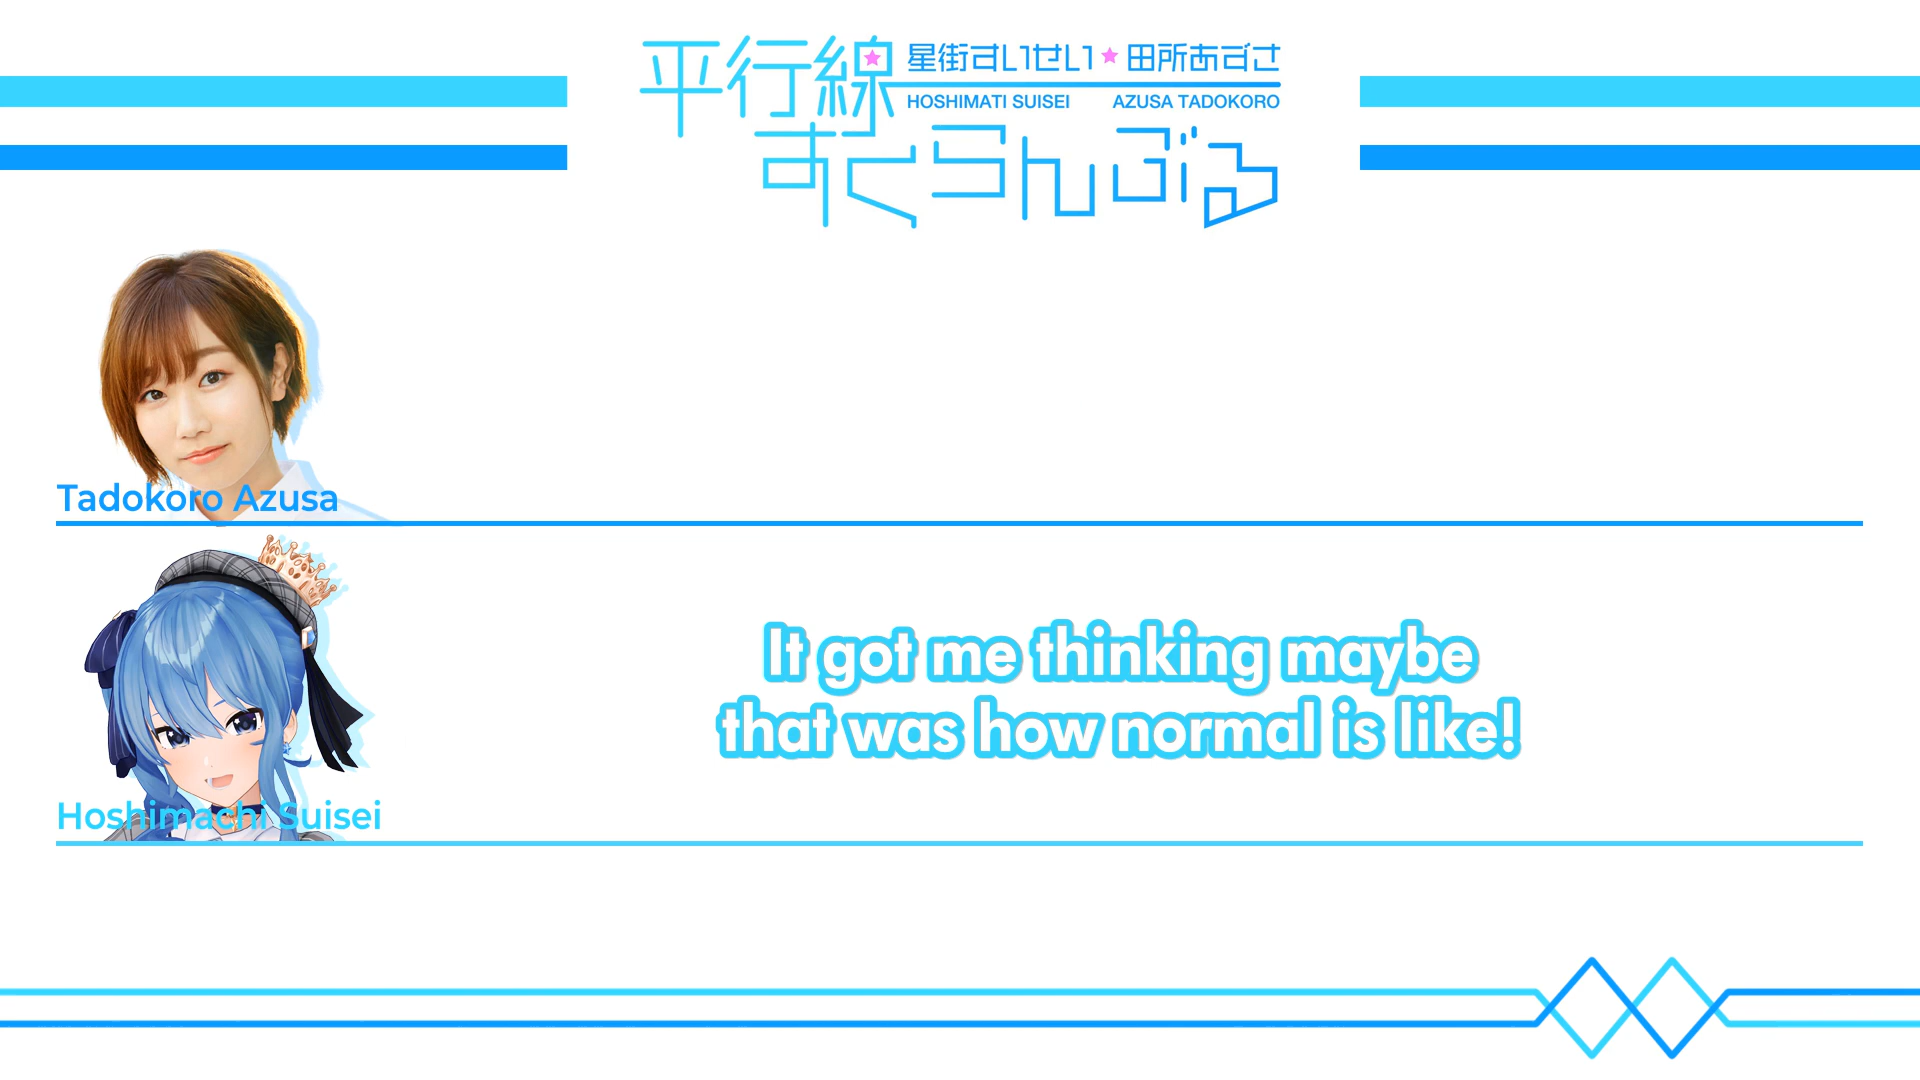 平行線
星街すいせい★田所あずさ
HOSHIMATI SUISEI AZUSA TADOKORO
すくらんぶる
Tadokoro Azusa
It got me thinking maybe
that was how normal is like!
Hoshimachi Suisei